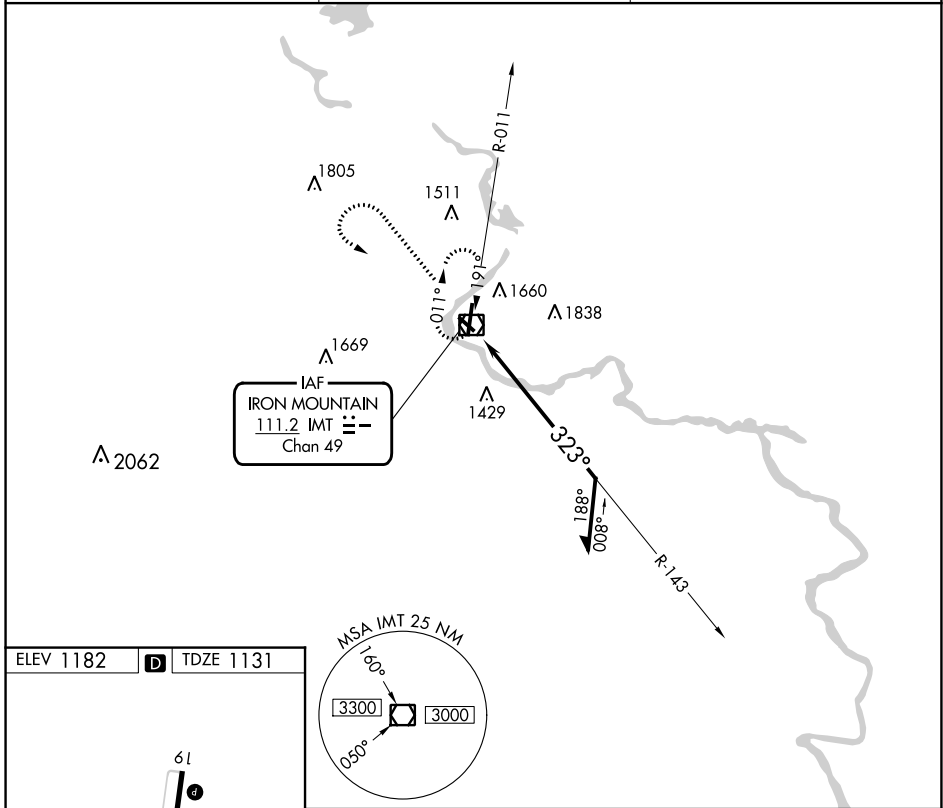 R-011
1805
1511
191°
011°
1660
1838
1669
IAF
IRON MOUNTAIN
111.2 IMT
Chan 49
1429
2062
323°
188°
008°
R-143
MSA IMT 25 NM
160°
3300
3000
050°
ELEV 1182 D TDZE 1131
19
P